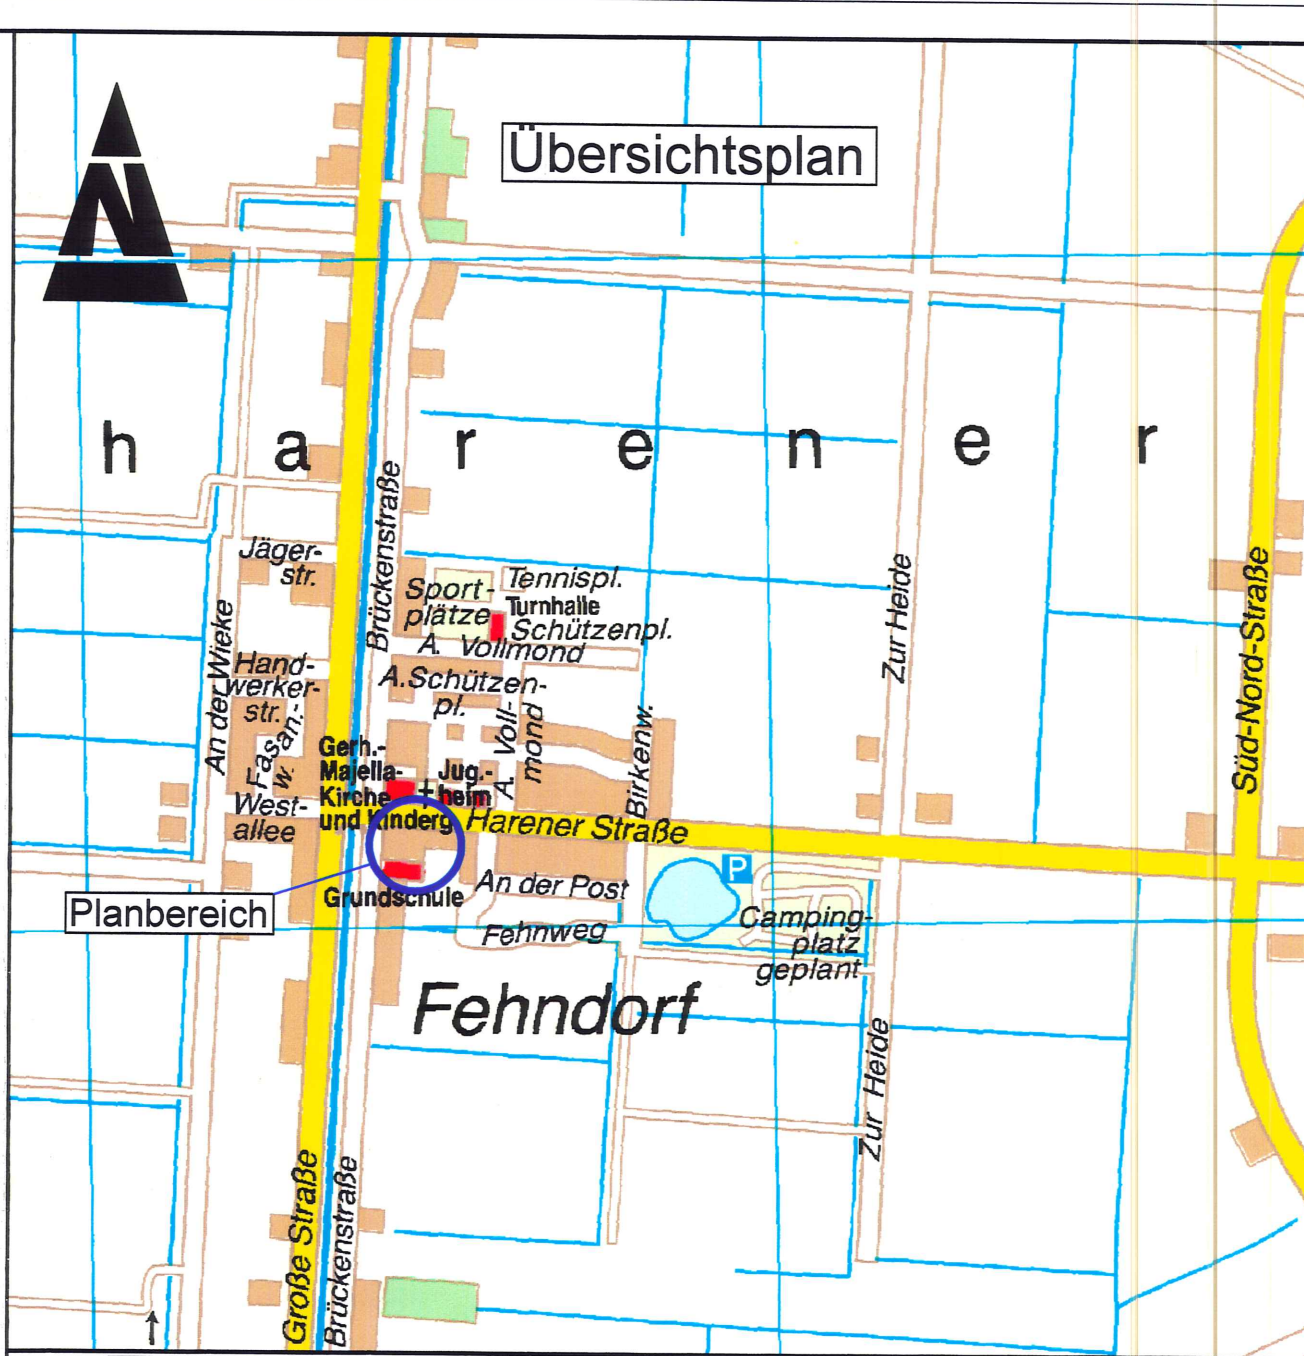 Übersichtsplan
N
h a r e n e r
Brückenstraße
Jäger-
str.
Sport-
plätze
Tennispl.
Turnhalle
Schützenpl.
A. Vollmond
An der Wieke
Hand-
werker-
str.
Fasan.-
w.
A.Schützen-
pl.
A. Voll-
mond
Birkenw.
Zur Heide
Süd-Nord-Straße
Gerh.-
Majella-
Kirche
und Kinderg.
Jug.-
heim
West-
allee
Harener Straße
P
Planbereich
Grundschule
An der Post
Fehnweg
Camping-
platz
geplant
Fehndorf
Zur Heide
Große Straße
Brückenstraße